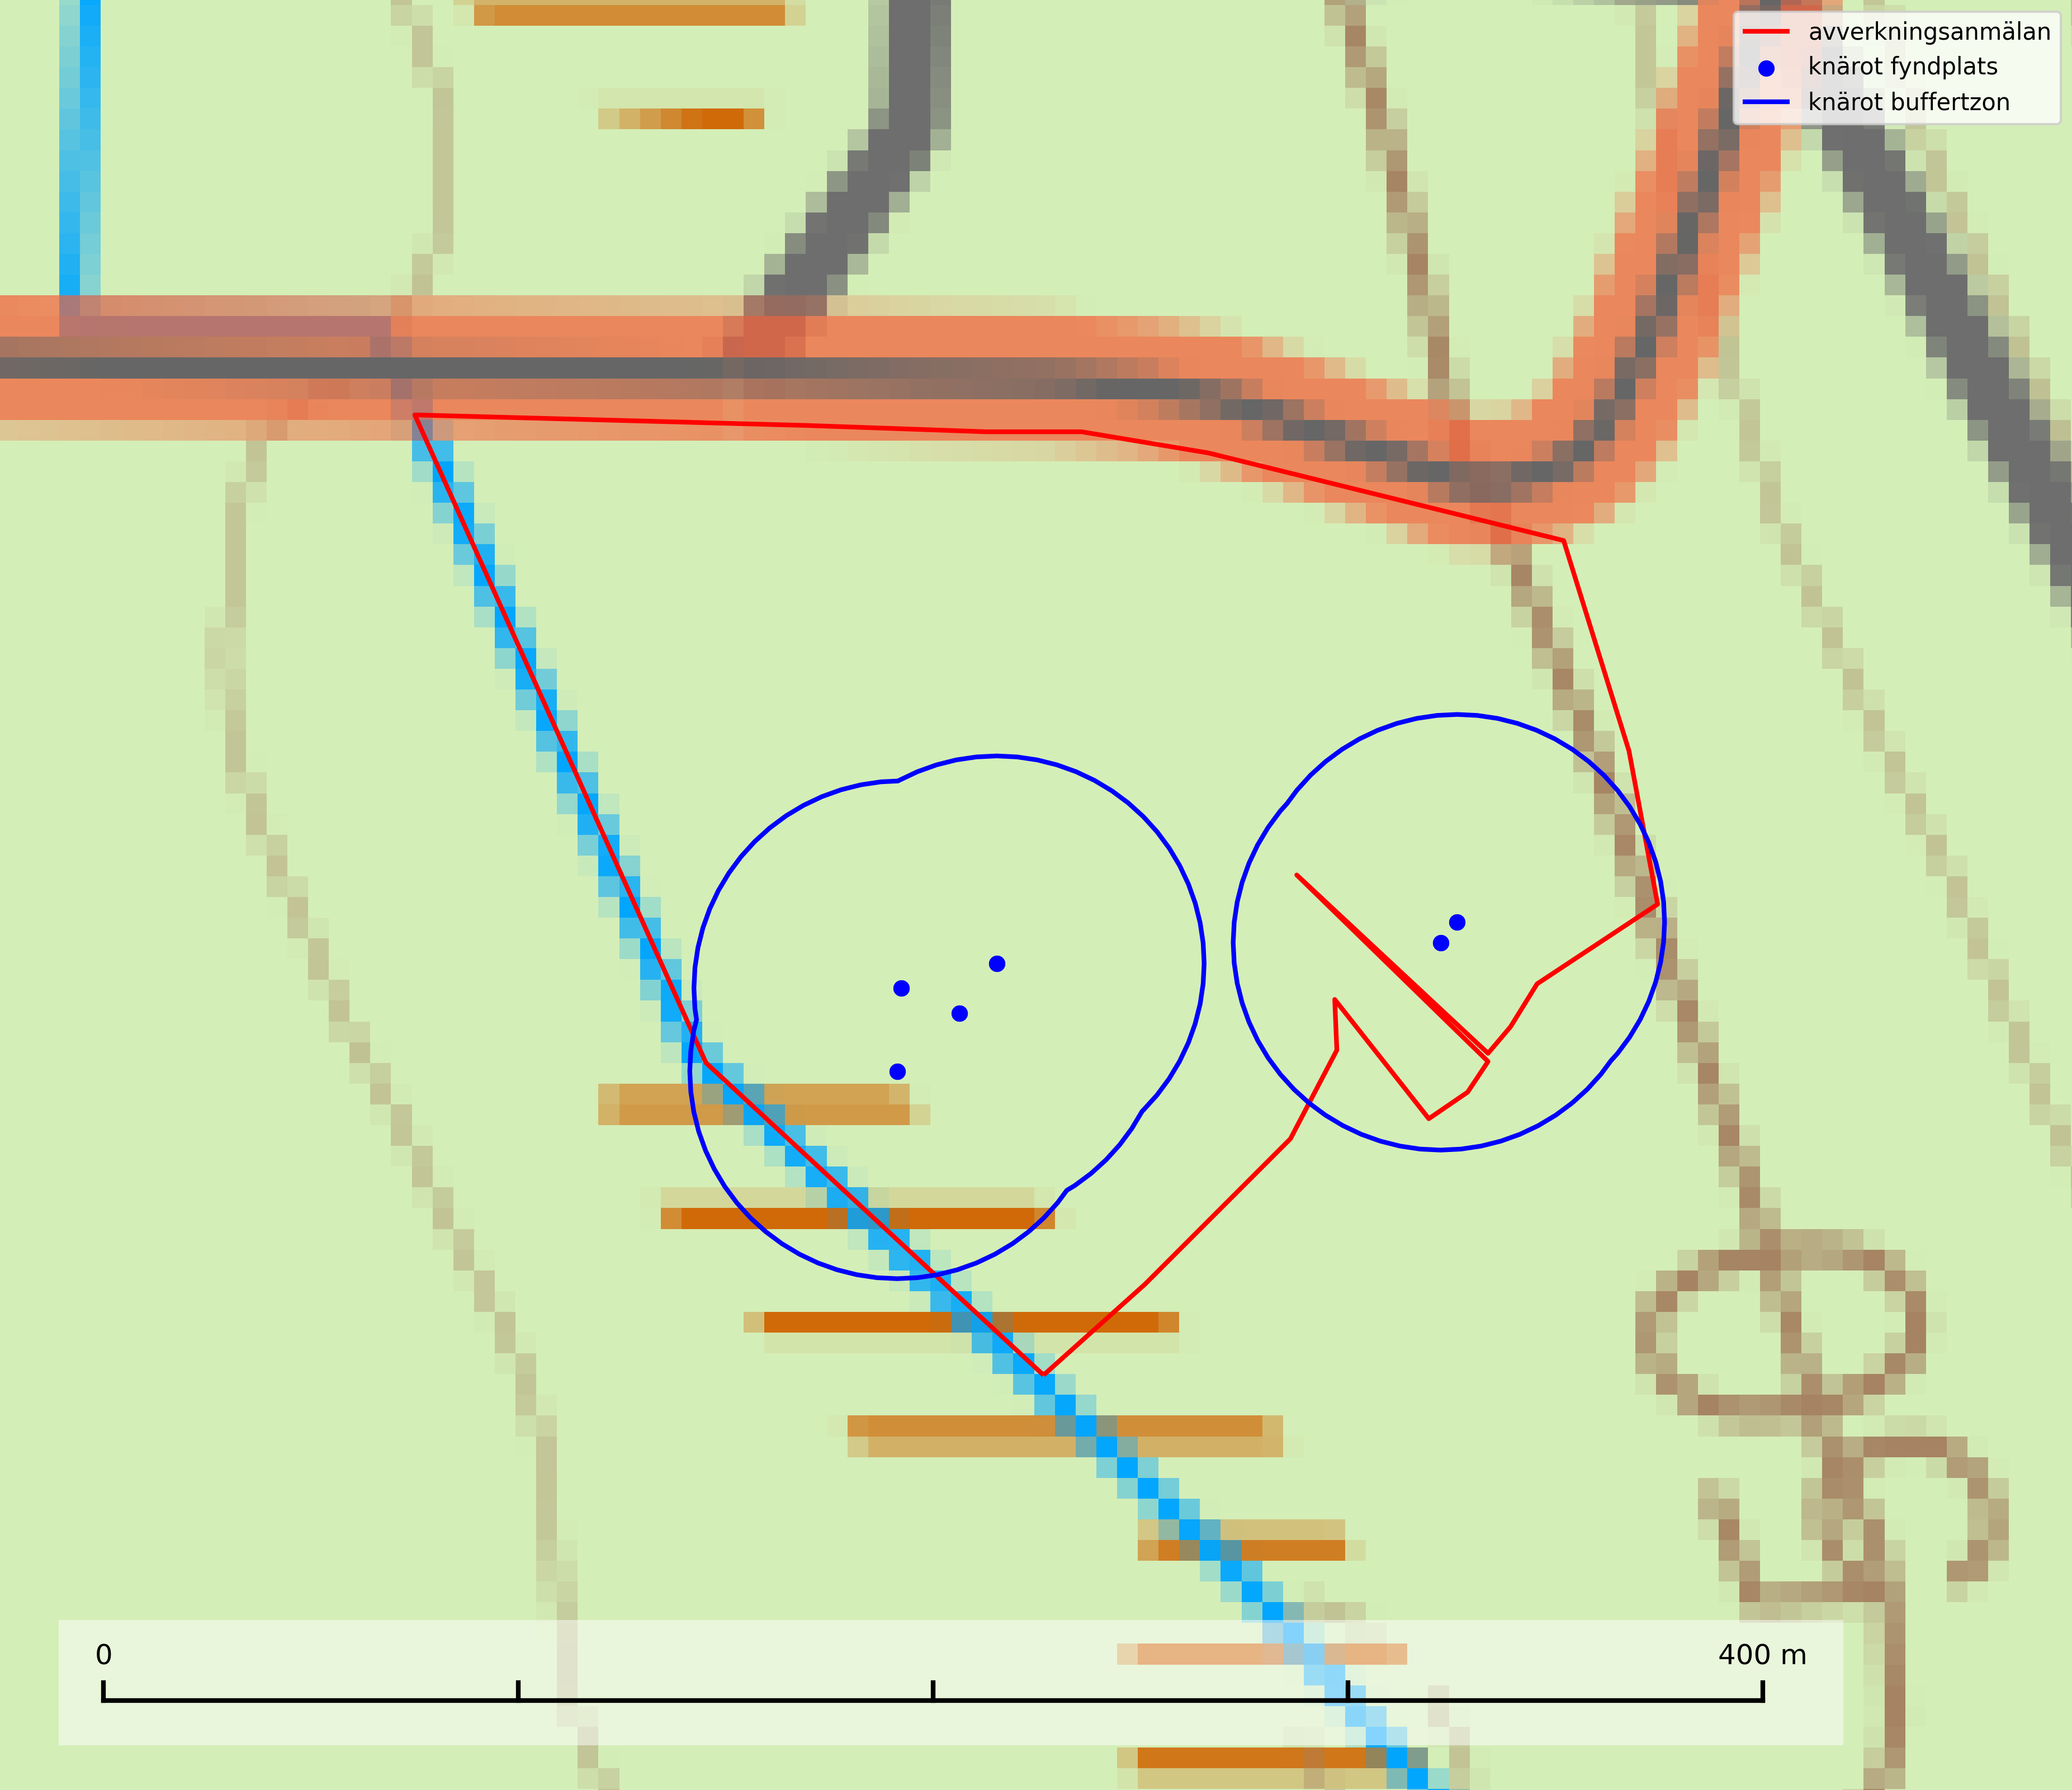 avverkningsanmälan
knärot fyndplats
knärot buffertzon
0
400 m